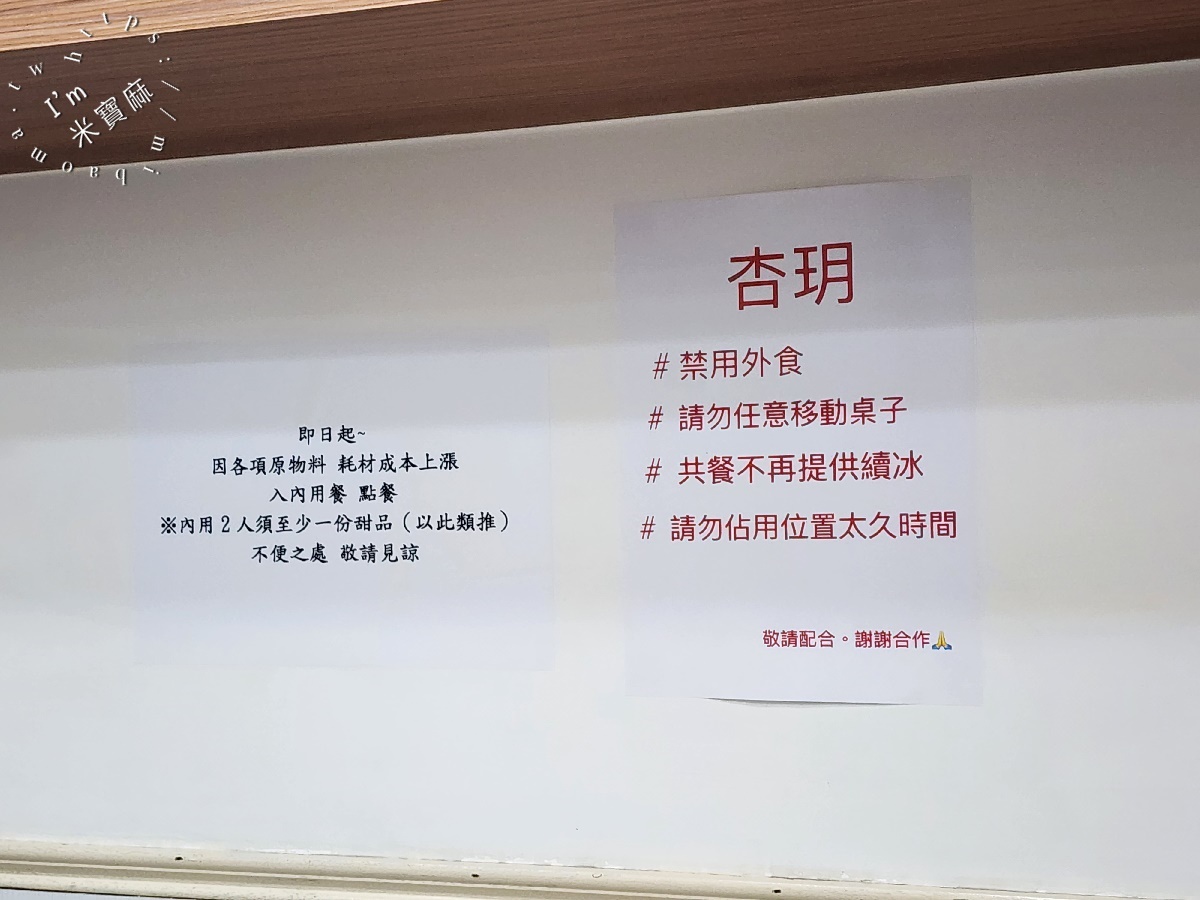 https://mibaoma.tw
I'm
米寶麻
即日起~
因各項原物料 耗材成本上漲
入內用餐 點餐
※內用2人須至少一份甜品(以此類推)
不便之處 敬請見諒
杏玥
# 禁用外食
# 請勿任意移動桌子
# 共餐不再提供續冰
# 請勿佔用位置太久時間
敬請配合。謝謝合作🙏